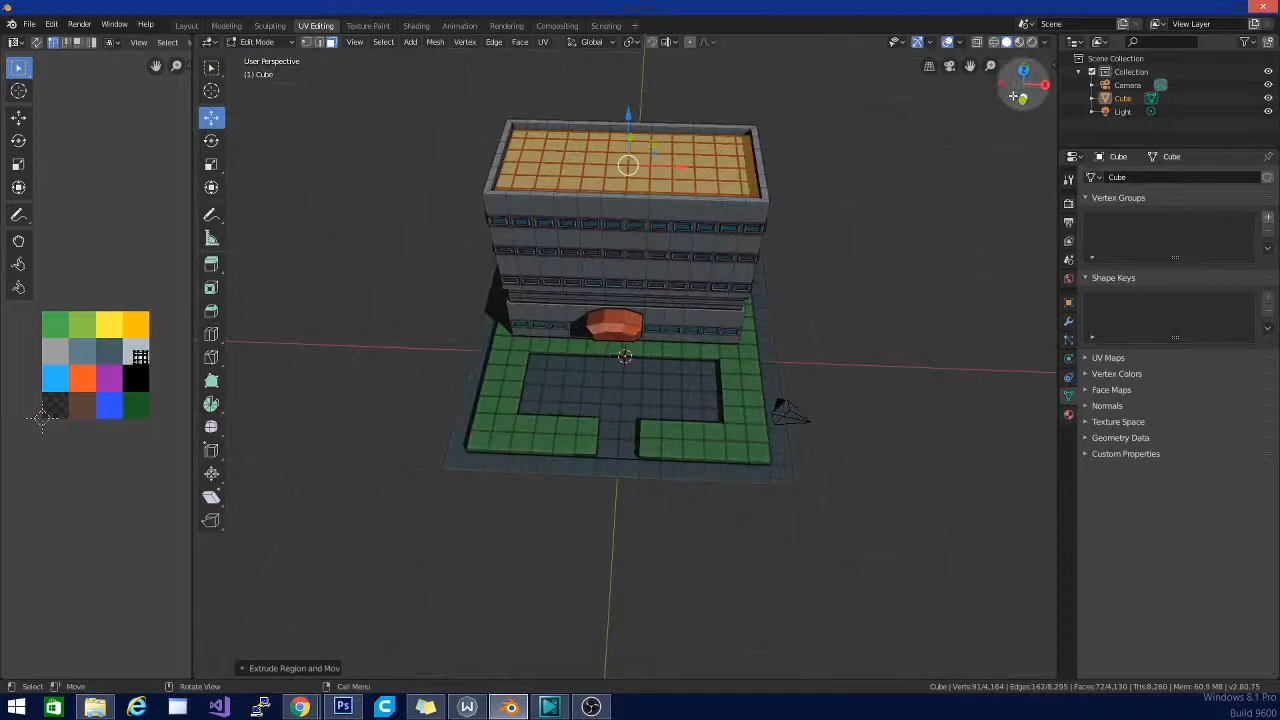 File Edit Render Window Help Layout Modeling Sculpting UV Editing Texture Paint Shading Animation Rendering Compositing Scripting + Scene View Layer
View Select Edit Mode View Select Add Mesh Vertex Edge Face UV Global
User Perspective
(1) Cube
Scene Collection
Collection
Camera
Cube
Light
Cube Cube
Cube
Vertex Groups
Shape Keys
UV Maps
Vertex Colors
Face Maps
Normals
Texture Space
Geometry Data
Custom Properties
Extrude Region and Mov
Select Move Rotate View Call Menu Cube | Verts:91/4,164 | Edges:162/8,295 | Faces:72/4,130 | Tris:8,260 | Mem: 60.9 MB | v2.80.75
Windows 8.1 Pro
Build 9600